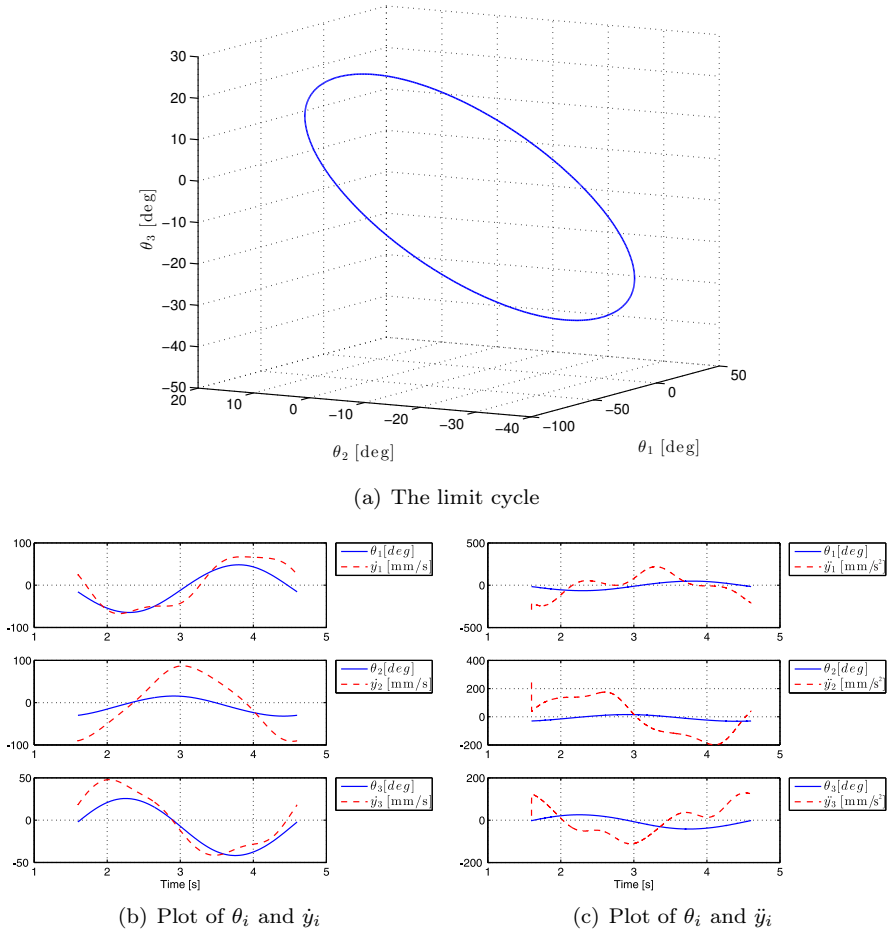 30
20
10
0
−10
−20
−30
−40
−50
θ₃ [deg]
20
10
0
−10
−20
−30
−40
θ₂ [deg]
−100
−50
0
50
θ₁ [deg]
(a) The limit cycle
100
0
−100
1 2 3 4 5
θ₁[deg]
ẏ₁ [mm/s]
500
0
−500
1 2 3 4 5
θ₁[deg]
ÿ₁ [mm/s²]
100
0
−100
1 2 3 4 5
θ₂[deg]
ẏ₂ [mm/s]
400
200
0
−200
1 2 3 4 5
θ₂[deg]
ÿ₂ [mm/s²]
50
0
−50
1 2 3 4 5
Time [s]
θ₃[deg]
ẏ₃ [mm/s]
200
0
−200
1 2 3 4 5
Time [s]
θ₃[deg]
ÿ₃ [mm/s²]
(b) Plot of θᵢ and ẏᵢ
(c) Plot of θᵢ and ÿᵢ